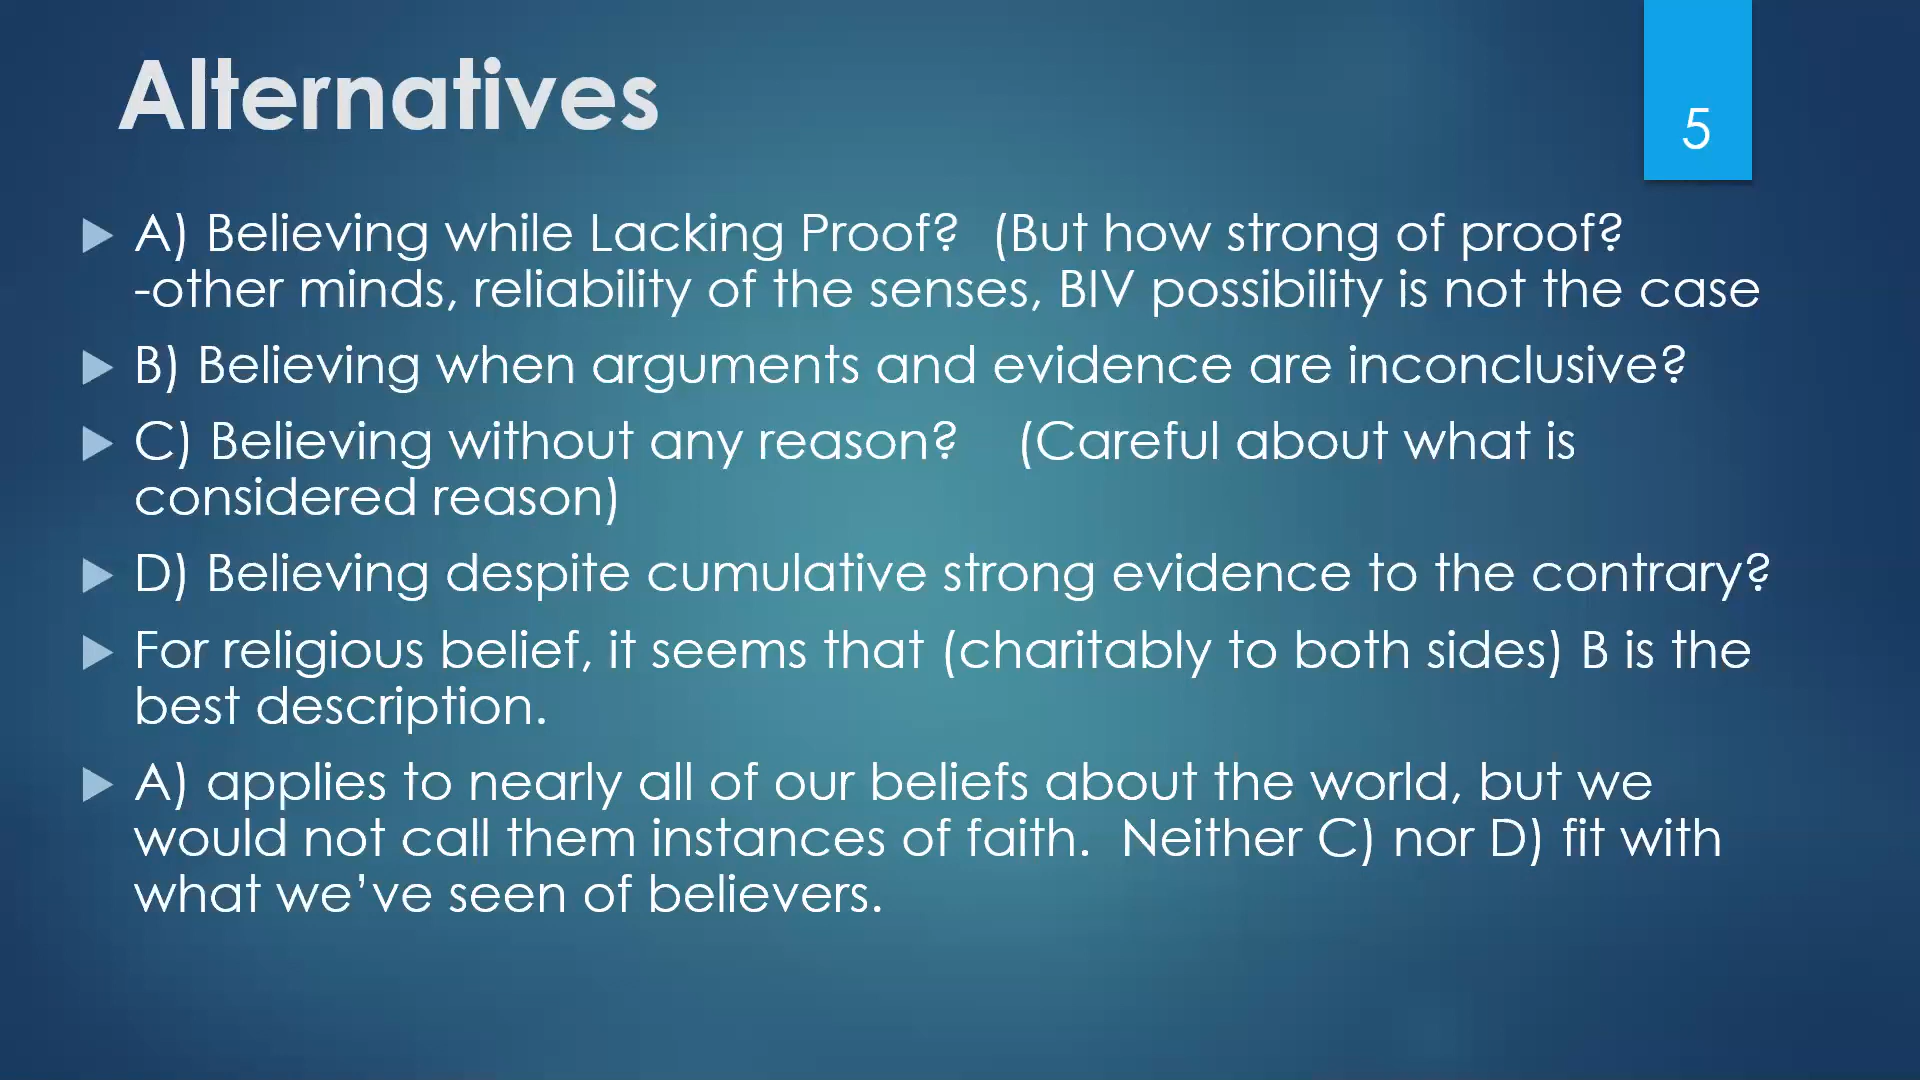 Alternatives
5
A) Believing while Lacking Proof? (But how strong of proof?
-other minds, reliability of the senses, BIV possibility is not the case
B) Believing when arguments and evidence are inconclusive?
C) Believing without any reason? (Careful about what is
considered reason)
D) Believing despite cumulative strong evidence to the contrary?
For religious belief, it seems that (charitably to both sides) B is the
best description.
A) applies to nearly all of our beliefs about the world, but we
would not call them instances of faith. Neither C) nor D) fit with
what we’ve seen of believers.